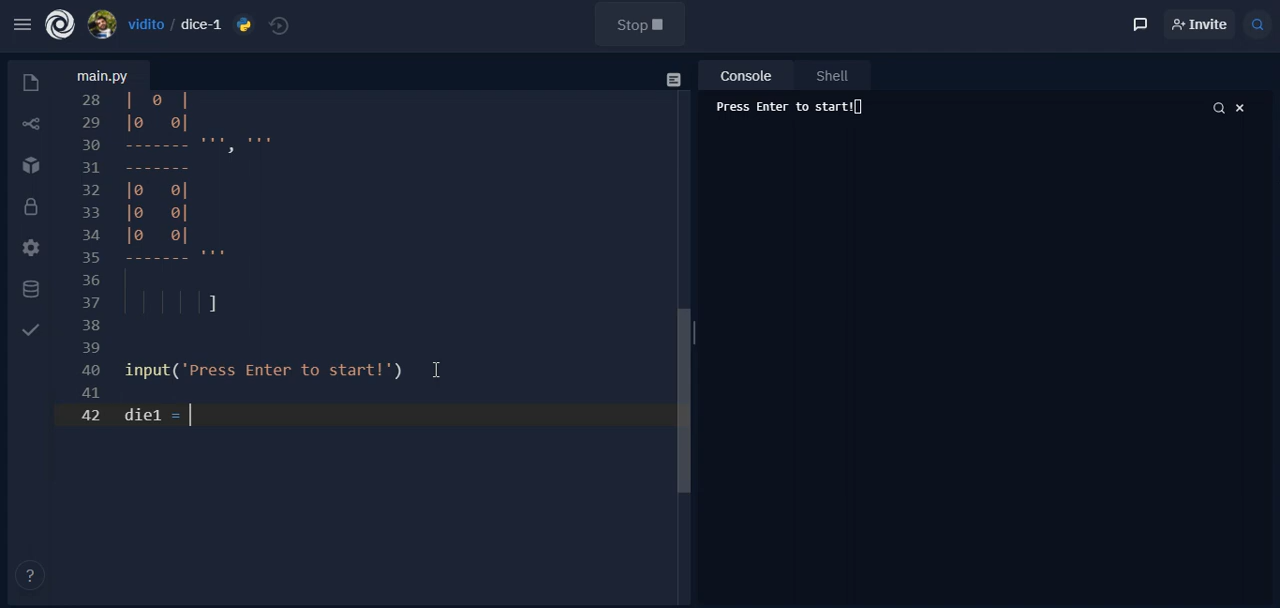 vidito / dice-1
Stop
Invite
main.py
Console
Shell
28 |  0  |
29 |0   0|
30 ------- ''', '''
31 -------
32 |0   0|
33 |0   0|
34 |0   0|
35 ------- '''
36
37 ]
38
39
40 input('Press Enter to start!')
41
42 die1 =
?
Press Enter to start!